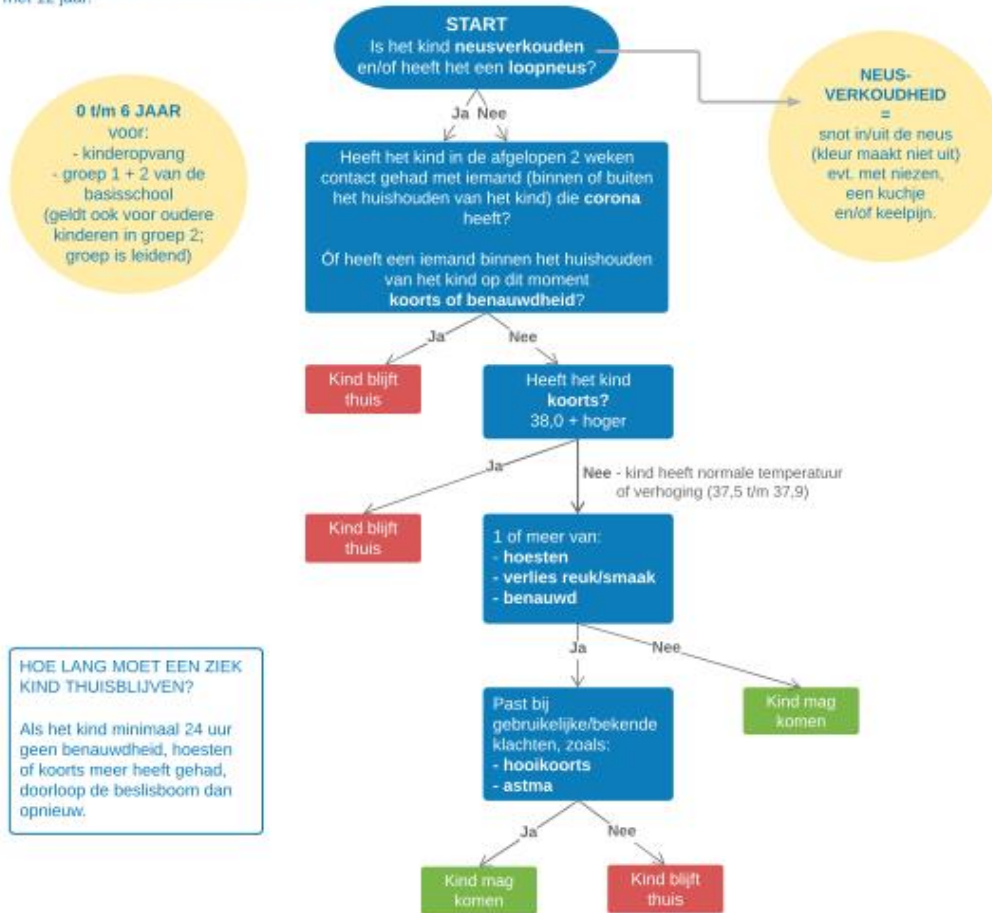 met 12 jaar.
START
Is het kind neusverkouden
en/of heeft het een loopneus?
NEUS-
VERKOUDHEID
=
snot in/uit de neus
(kleur maakt niet uit)
evt. met niezen,
een kuchje
en/of keelpijn.
0 t/m 6 JAAR
voor:
- kinderopvang
- groep 1 + 2 van de
basisschool
(geldt ook voor oudere
kinderen in groep 2;
groep is leidend)
Ja Nee
Heeft het kind in de afgelopen 2 weken
contact gehad met iemand (binnen of buiten
het huishouden van het kind) die corona
heeft?
Óf heeft een iemand binnen het huishouden
van het kind op dit moment
koorts of benauwdheid?
Ja
Nee
Kind blijft
thuis
Heeft het kind
koorts?
38,0 + hoger
Ja
Nee - kind heeft normale temperatuur
of verhoging (37,5 t/m 37,9)
Kind blijft
thuis
1 of meer van:
- hoesten
- verlies reuk/smaak
- benauwd
Ja
Nee
Kind mag
komen
Past bij
gebruikelijke/bekende
klachten, zoals:
- hooikoorts
- astma
Ja
Nee
Kind mag
komen
Kind blijft
thuis
HOE LANG MOET EEN ZIEK
KIND THUISBLIJVEN?
Als het kind minimaal 24 uur
geen benauwdheid, hoesten
of koorts meer heeft gehad,
doorloop de beslisboom dan
opnieuw.